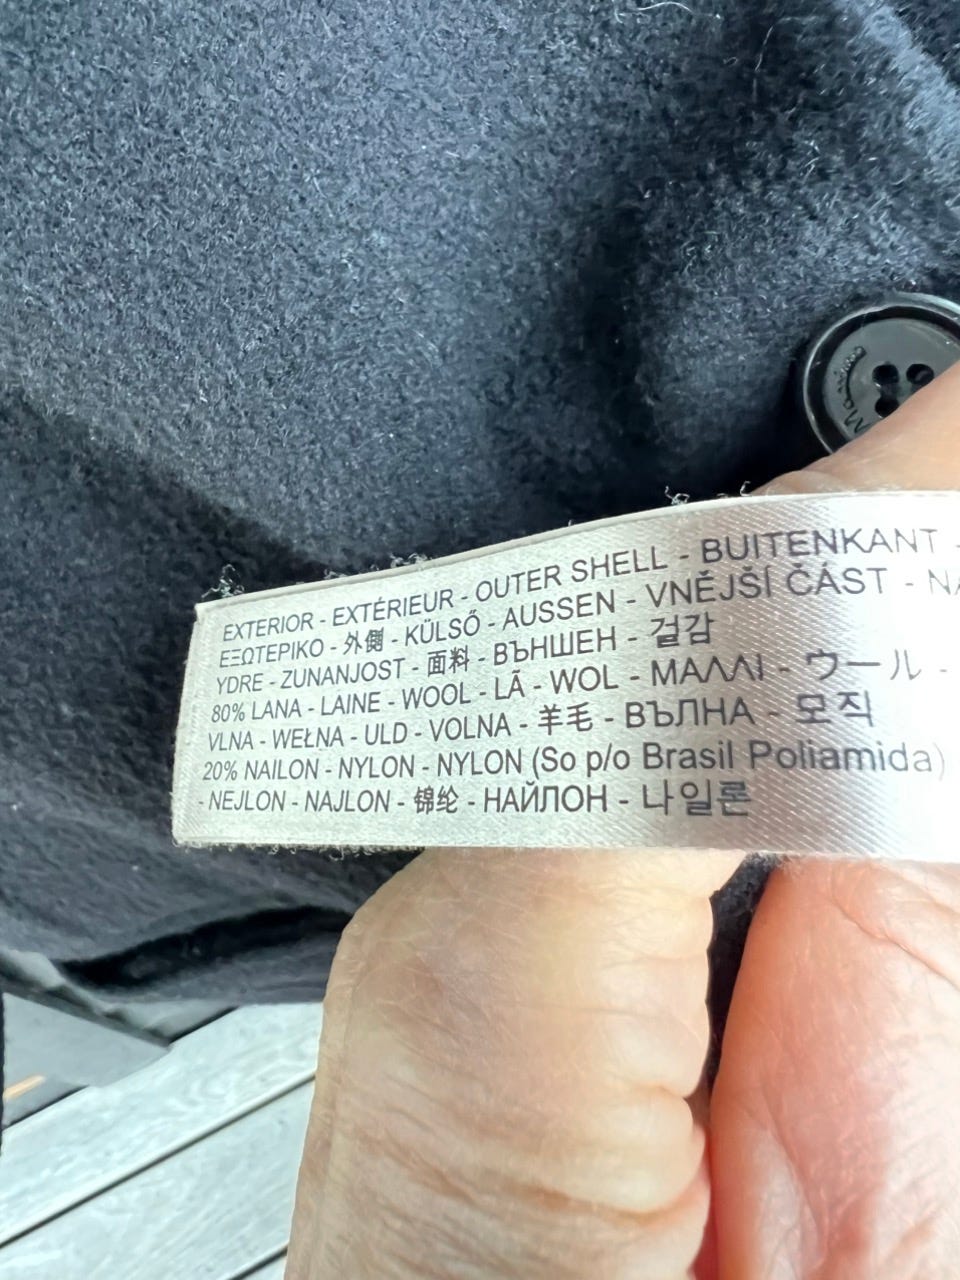 Massimo
EXTERIOR - EXTÉRIEUR - OUTER SHELL - BUITENKANT -
ΕΞΩΤΕΡΙΚΟ - 外側 - KÜLSŐ - AUSSEN - VNĚJŠÍ ČÁST -
YDRE - ZUNANJOST - 面料 - ВЪНШЕН - 겉감
80% LANA - LAINE - WOOL - LÃ - WOL - ΜΑΛΛΙ - ウール -
VLNA - WEŁNA - ULD - VOLNA - 羊毛 - ВЪЛНА - 모직
20% NAILON - NYLON - NYLON (So p/o Brasil Poliamida)
- NEJLON - NAJLON - 锦纶 - НАЙЛОН - 나일론